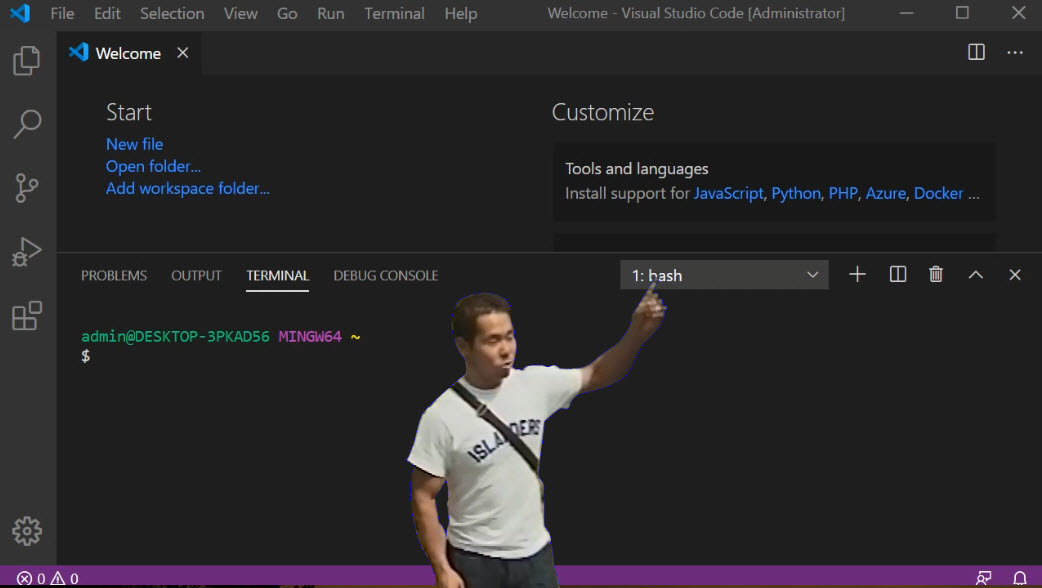 File Edit Selection View Go Run Terminal Help Welcome - Visual Studio Code [Administrator]
Welcome
Start
New file
Open folder...
Add workspace folder...
Customize
Tools and languages
Install support for JavaScript, Python, PHP, Azure, Docker ...
PROBLEMS OUTPUT TERMINAL DEBUG CONSOLE 1: bash
admin@DESKTOP-3PKAD56 MINGW64 ~
$
ISLANDERS
0 0